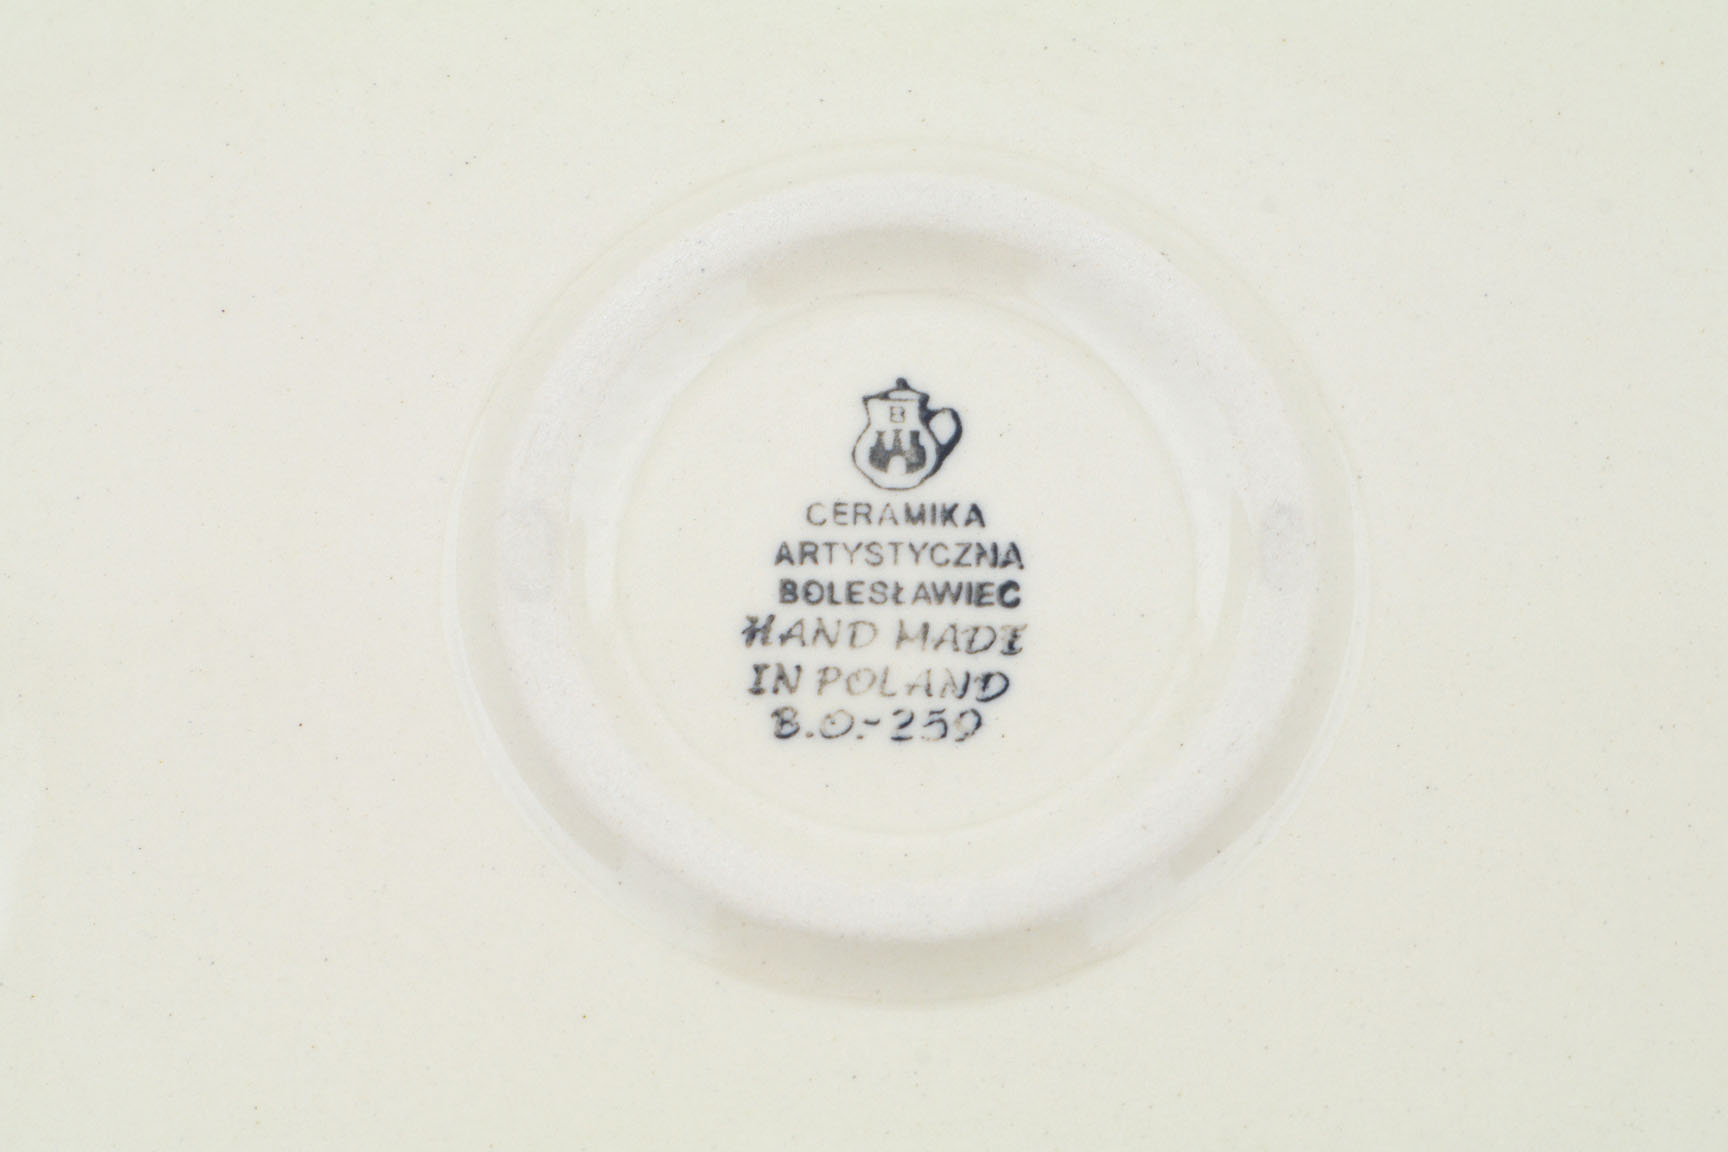 B
CERAMIKA
ARTYSTYCZNA
BOLESŁAWIEC
HAND MADE
IN POLAND
B.O.-259